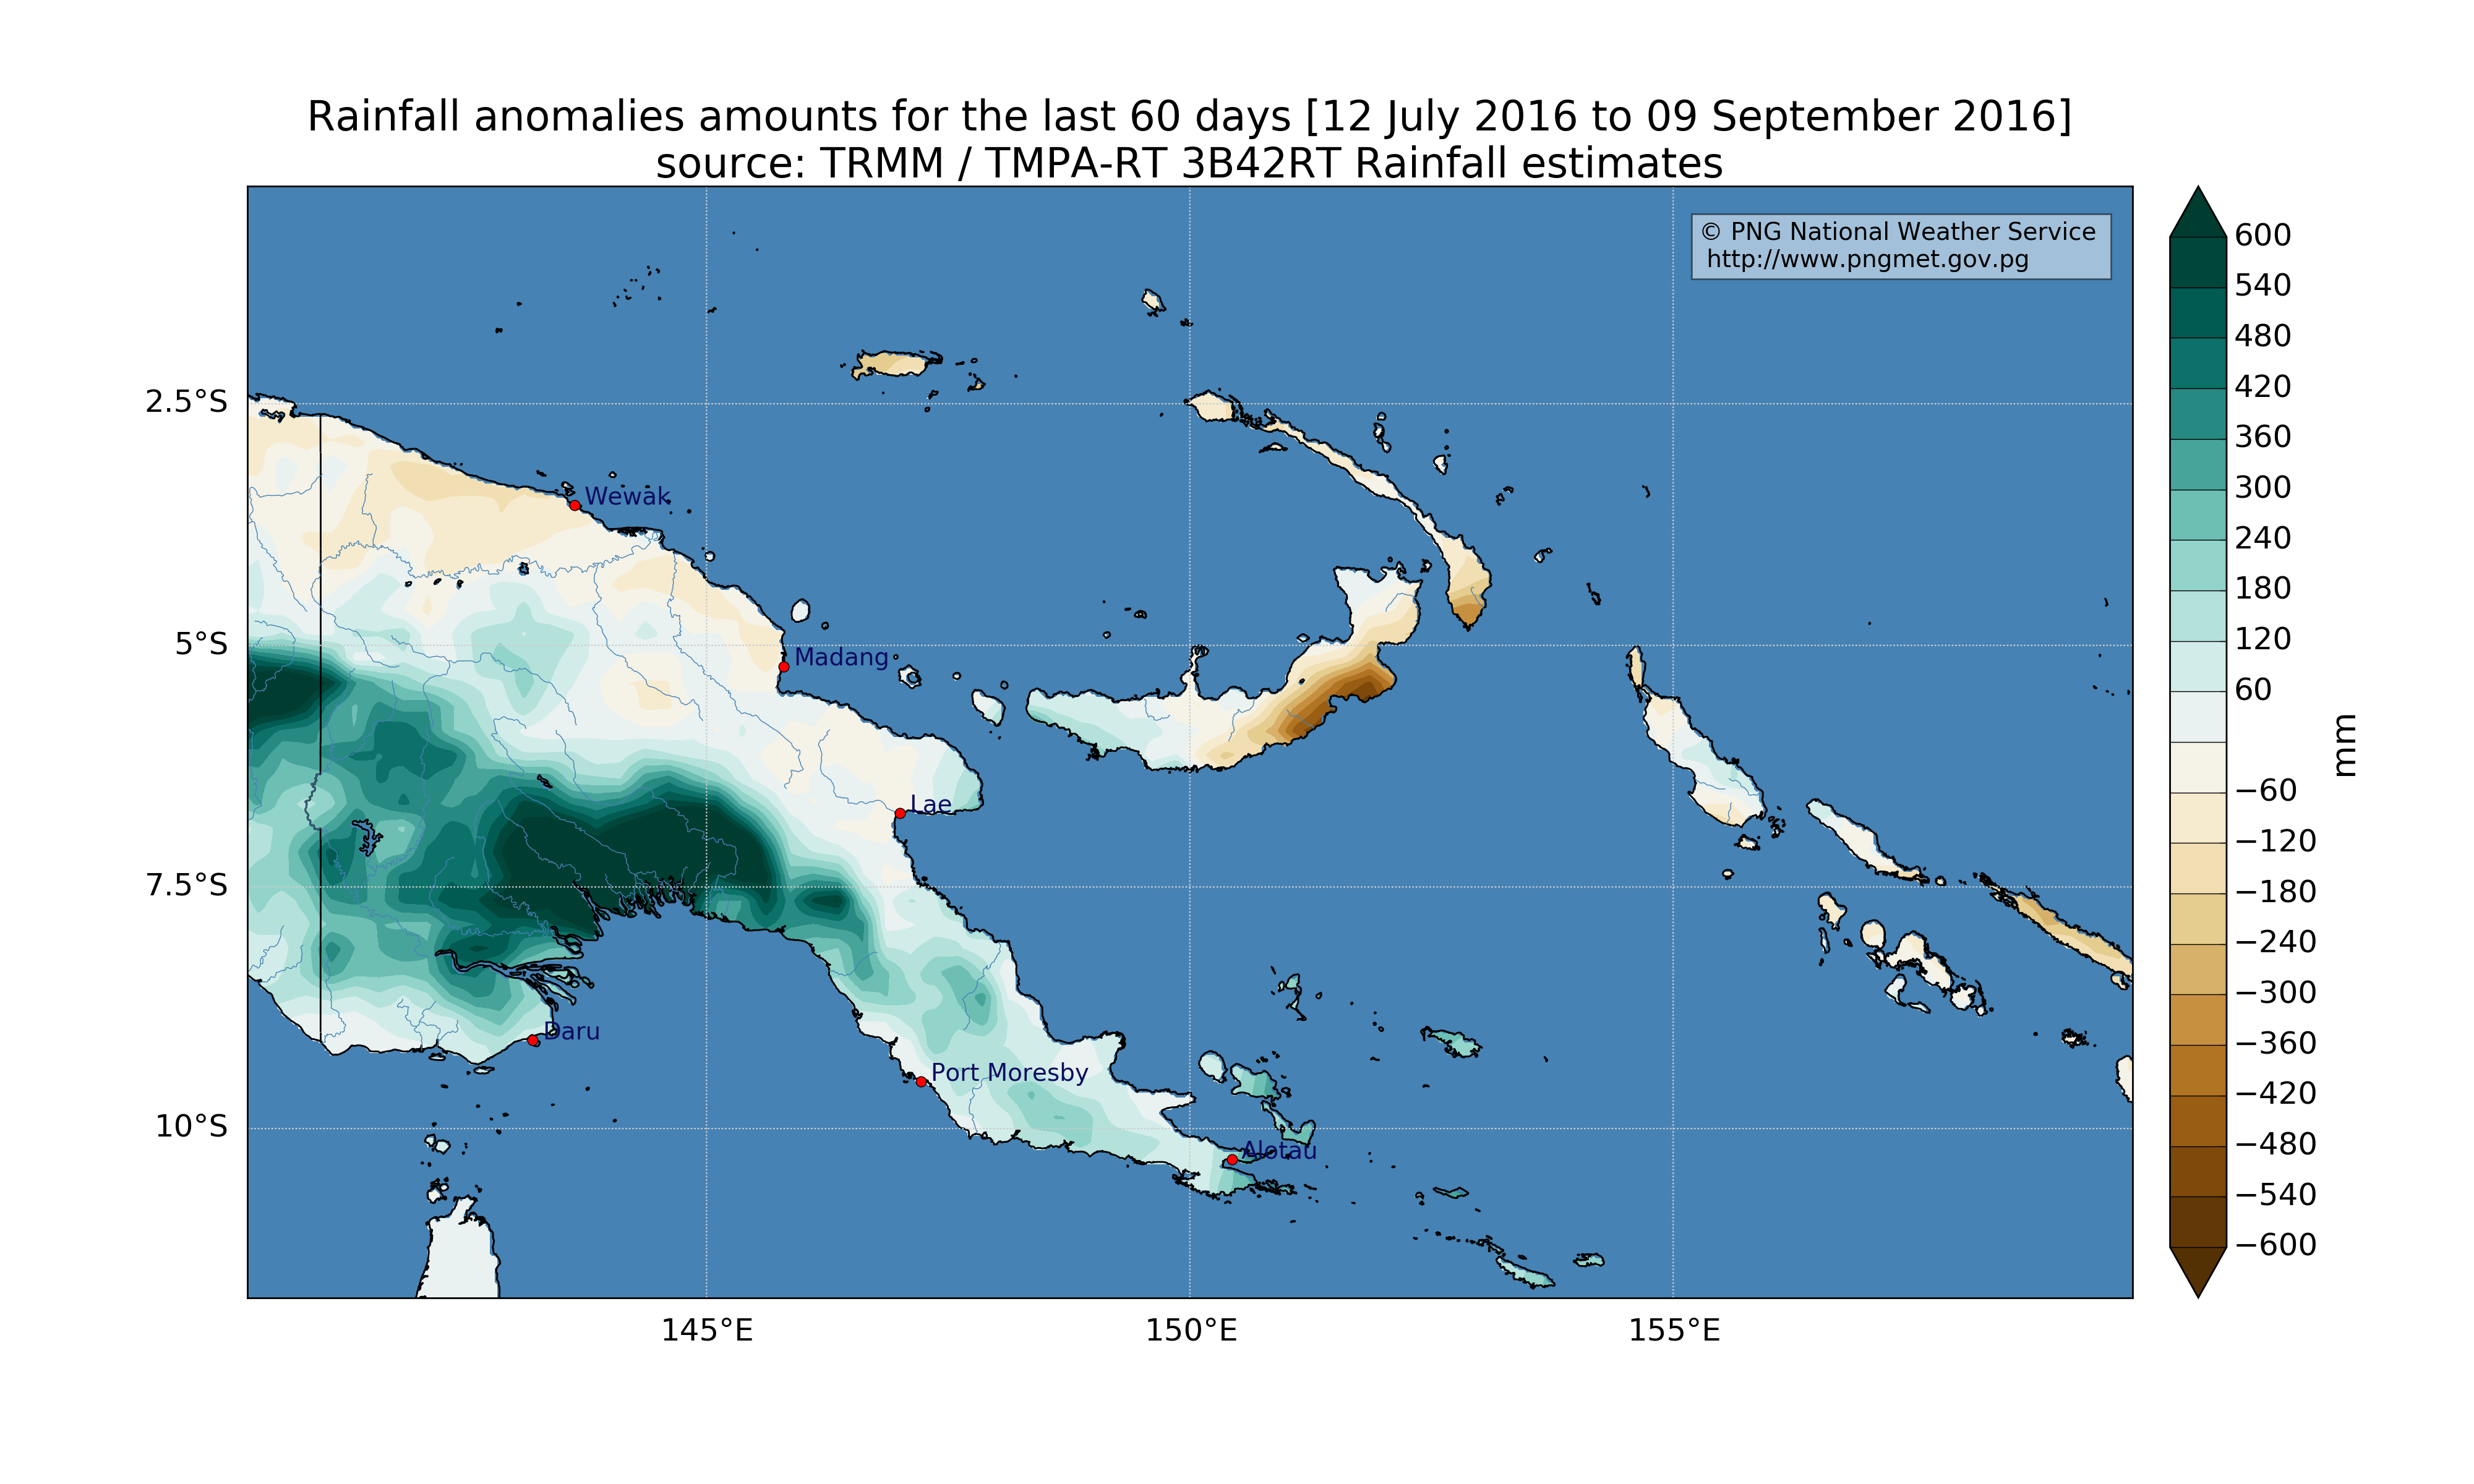 Rainfall anomalies amounts for the last 60 days [12 July 2016 to 09 September 2016]
source: TRMM / TMPA-RT 3B42RT Rainfall estimates
© PNG National Weather Service
http://www.pngmet.gov.pg
2.5°S
5°S
7.5°S
10°S
Wewak
Madang
Lae
Daru
Port Moresby
Alotau
145°E
150°E
155°E
600
540
480
420
360
300
240
180
120
60
−60
−120
−180
−240
−300
−360
−420
−480
−540
−600
mm